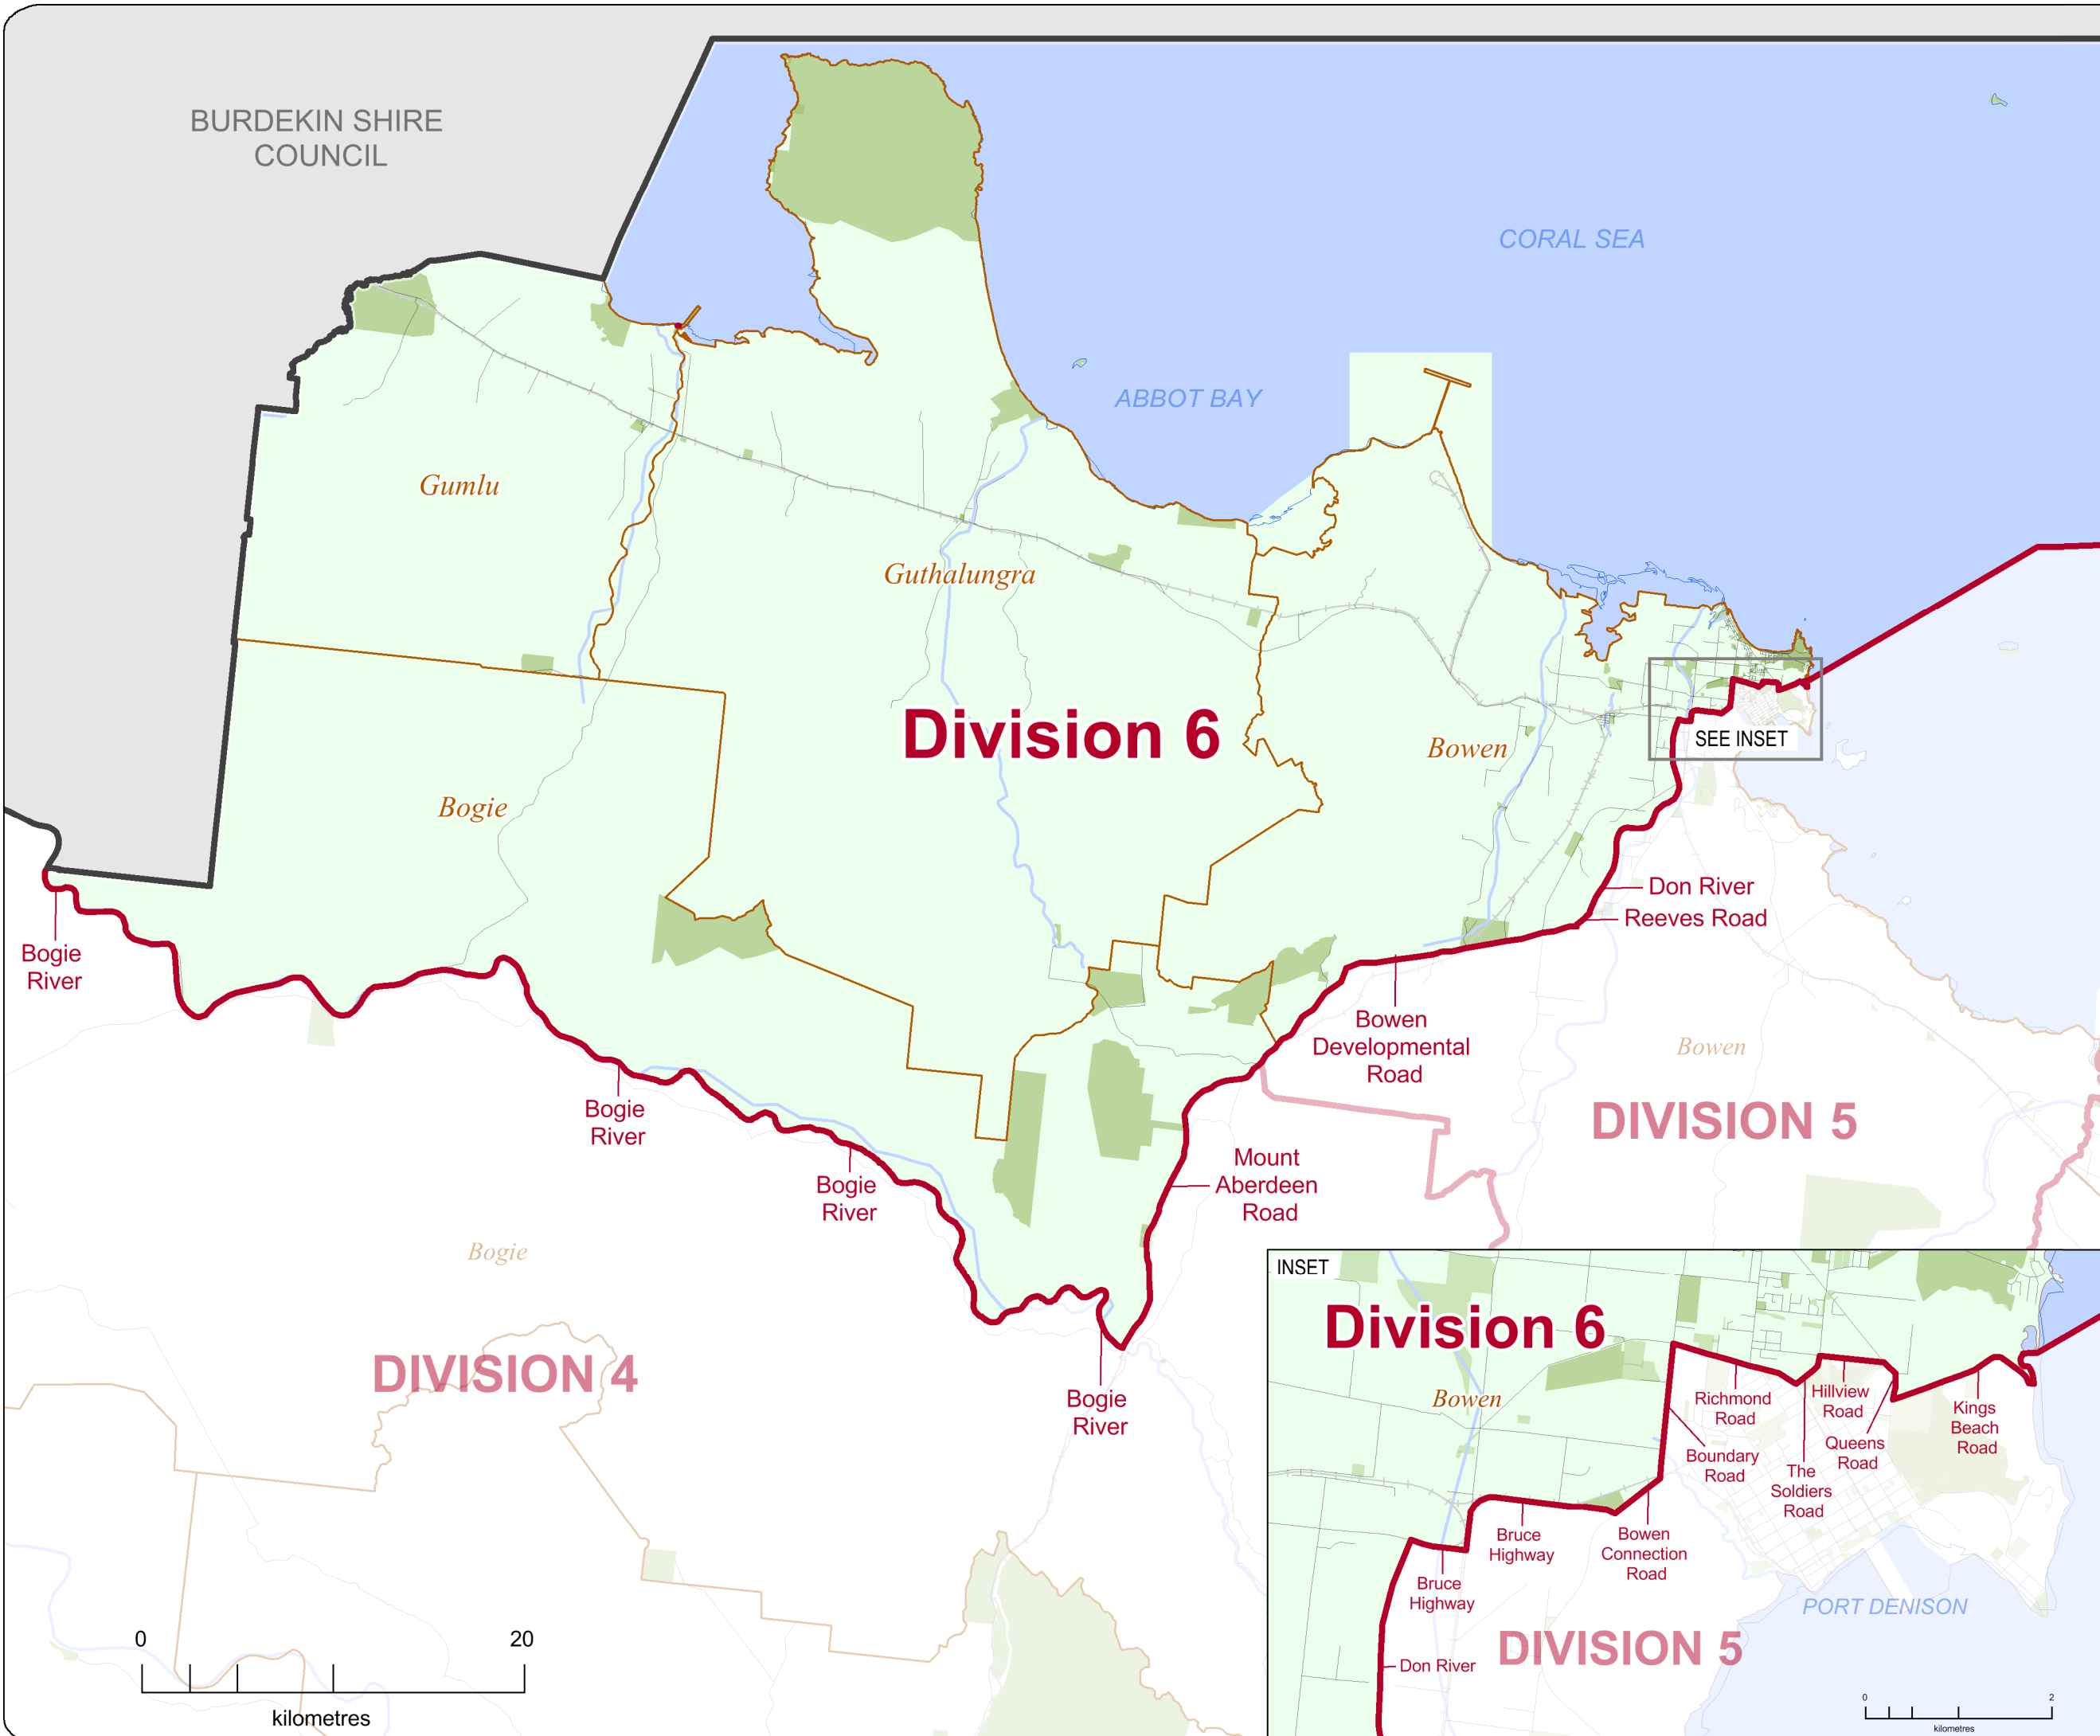 BURDEKIN SHIRE
COUNCIL
CORAL SEA
ABBOT BAY
Gumlu
Guthalungra
Division 6
Bowen
SEE INSET
Bogie
Don River
Reeves Road
Bogie
River
Bowen
Developmental
Road
Bowen
Bogie
River
DIVISION 5
Mount
Aberdeen
Road
Bogie
River
Bogie
DIVISION 4
Bogie
River
INSET
Division 6
Bowen
Richmond
Road
Hillview
Road
Kings
Beach
Road
Boundary
Road
Queens
Road
The
Soldiers
Road
Bruce
Highway
Bowen
Connection
Road
Bruce
Highway
PORT DENISON
DIVISION 5
Don River
0 20
kilometres
0 2
kilometres